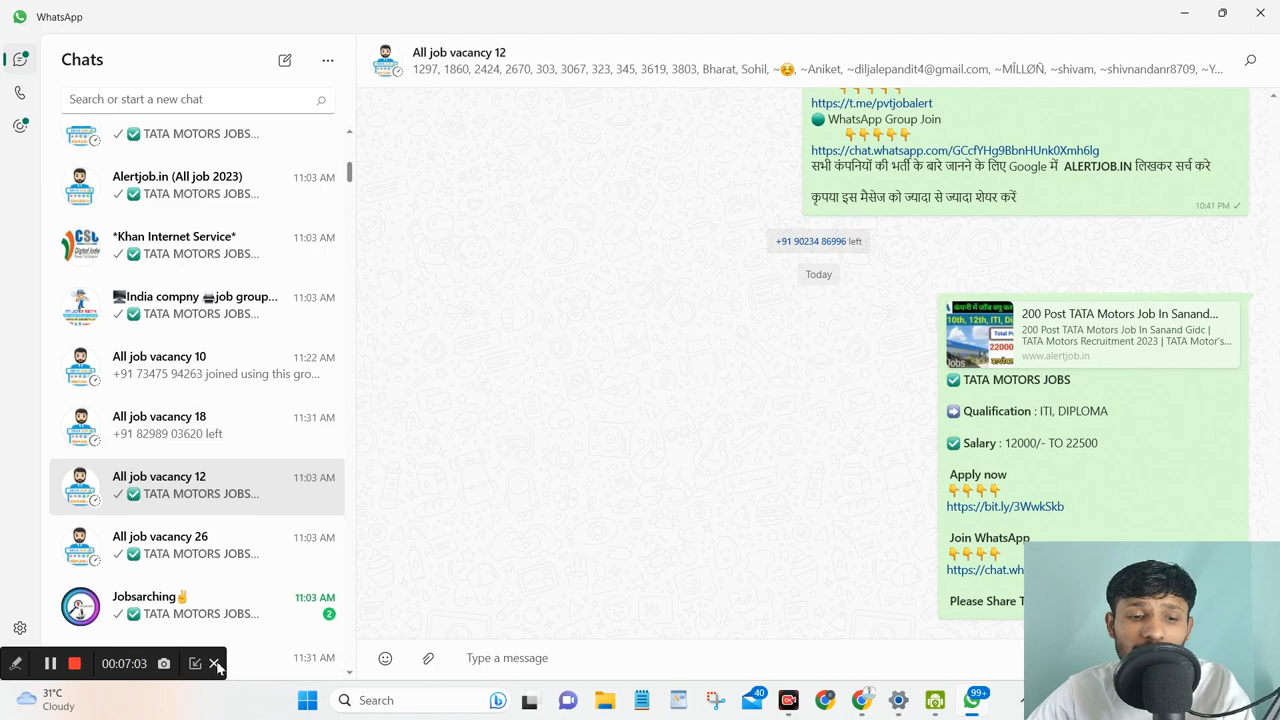 WhatsApp
Chats
Search or start a new chat
✓ ✅ TATA MOTORS JOBS...
Alertjob.in (All job 2023) 11:03 AM
✓ ✅ TATA MOTORS JOBS...
*Khan Internet Service* 11:03 AM
✓ ✅ TATA MOTORS JOBS...
India compny job group... 11:03 AM
✓ ✅ TATA MOTORS JOBS...
All job vacancy 10 11:22 AM
+91 73475 94263 joined using this gro...
All job vacancy 18 11:31 AM
+91 82989 03620 left
All job vacancy 12 11:03 AM
✓ ✅ TATA MOTORS JOBS...
All job vacancy 26 11:03 AM
✓ ✅ TATA MOTORS JOBS...
Jobsarching✌ 11:03 AM
✓ ✅ TATA MOTORS JOBS... 2
11:31 AM
00:07:03
All job vacancy 12
1297, 1860, 2424, 2670, 303, 3067, 323, 345, 3619, 3803, Bharat, Sohil, ~☺, ~Aviket, ~diljalepandit4@gmail.com, ~MÎLLØÑ, ~shivam, ~shivnandanr8709, ~Y...
👇👇👇👇👇
https://t.me/pvtjobalert
🟢 WhatsApp Group Join
👇👇👇👇👇
https://chat.whatsapp.com/GCcfYHg9BbnHUnk0Xmh6lg
सभी कंपनियों की भर्ती के बारे जानने के लिए Google में ALERTJOB.IN लिखकर सर्च करे
कृपया इस मैसेज को ज्यादा से ज्यादा शेयर करें
10:41 PM ✓
+91 90234 86996 left
Today
कंपनी में जॉब
10th, 12th, ITI,
22000
Jobs
200 Post TATA Motors Job In Sanand...
200 Post TATA Motors Job In Sanand Gidc |
TATA Motors Recruitment 2023 | TATA Motor's...
www.alertjob.in
✅ TATA MOTORS JOBS
➡ Qualification : ITI, DIPLOMA
✅ Salary : 12000/- TO 22500
Apply now
👇👇👇👇
https://bit.ly/3WwkSkb
Join WhatsApp
👇👇👇👇
https://chat.wh
Please Share T
Type a message
31°C
Cloudy
Search
40
99+